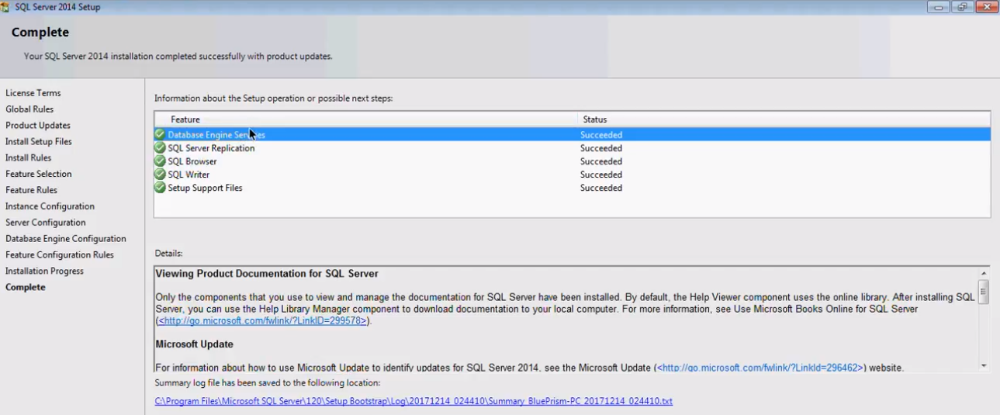 SQL Server 2014 Setup
Complete
Your SQL Server 2014 installation completed successfully with product updates.
License Terms
Global Rules
Product Updates
Install Setup Files
Install Rules
Feature Selection
Feature Rules
Instance Configuration
Server Configuration
Database Engine Configuration
Feature Configuration Rules
Installation Progress
Complete
Information about the Setup operation or possible next steps:
Feature Status
Database Engine Services Succeeded
SQL Server Replication Succeeded
SQL Browser Succeeded
SQL Writer Succeeded
Setup Support Files Succeeded
Details:
Viewing Product Documentation for SQL Server
Only the components that you use to view and manage the documentation for SQL Server have been installed. By default, the Help Viewer component uses the online library. After installing SQL
Server, you can use the Help Library Manager component to download documentation to your local computer. For more information, see Use Microsoft Books Online for SQL Server
(<http://go.microsoft.com/fwlink/?LinkID=299578>).
Microsoft Update
For information about how to use Microsoft Update to identify updates for SQL Server 2014, see the Microsoft Update (<http://go.microsoft.com/fwlink/?LinkId=296462>) website.
Summary log file has been saved to the following location:
C:\Program Files\Microsoft SQL Server\120\Setup Bootstrap\Log\20171214_024410\Summary_BluePrism-PC_20171214_024410.txt